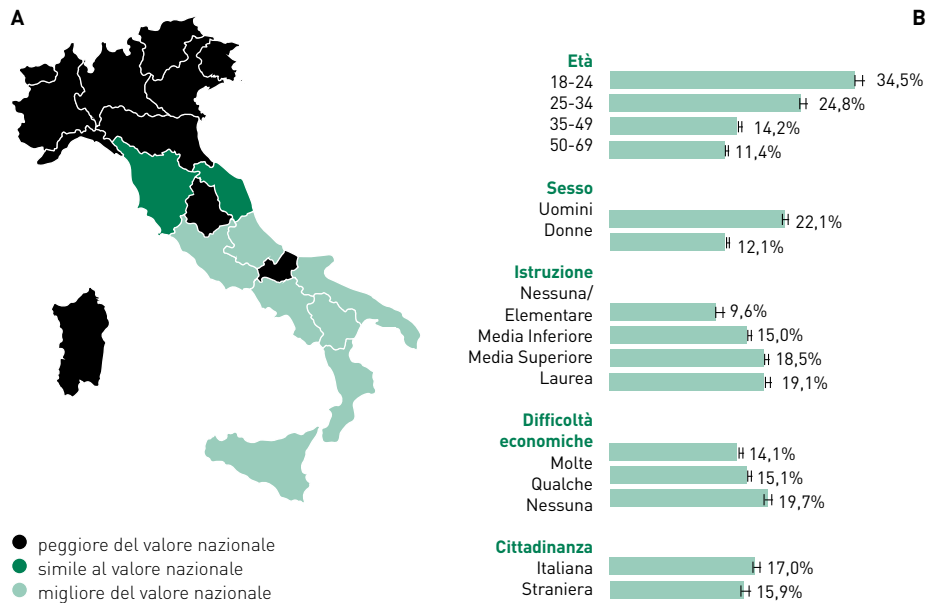 A
B
Età
18-24 34,5%
25-34 24,8%
35-49 14,2%
50-69 11,4%
Sesso
Uomini 22,1%
Donne 12,1%
Istruzione
Nessuna/
Elementare 9,6%
Media Inferiore 15,0%
Media Superiore 18,5%
Laurea 19,1%
Difficoltà
economiche
Molte 14,1%
Qualche 15,1%
Nessuna 19,7%
Cittadinanza
Italiana 17,0%
Straniera 15,9%
peggiore del valore nazionale
simile al valore nazionale
migliore del valore nazionale